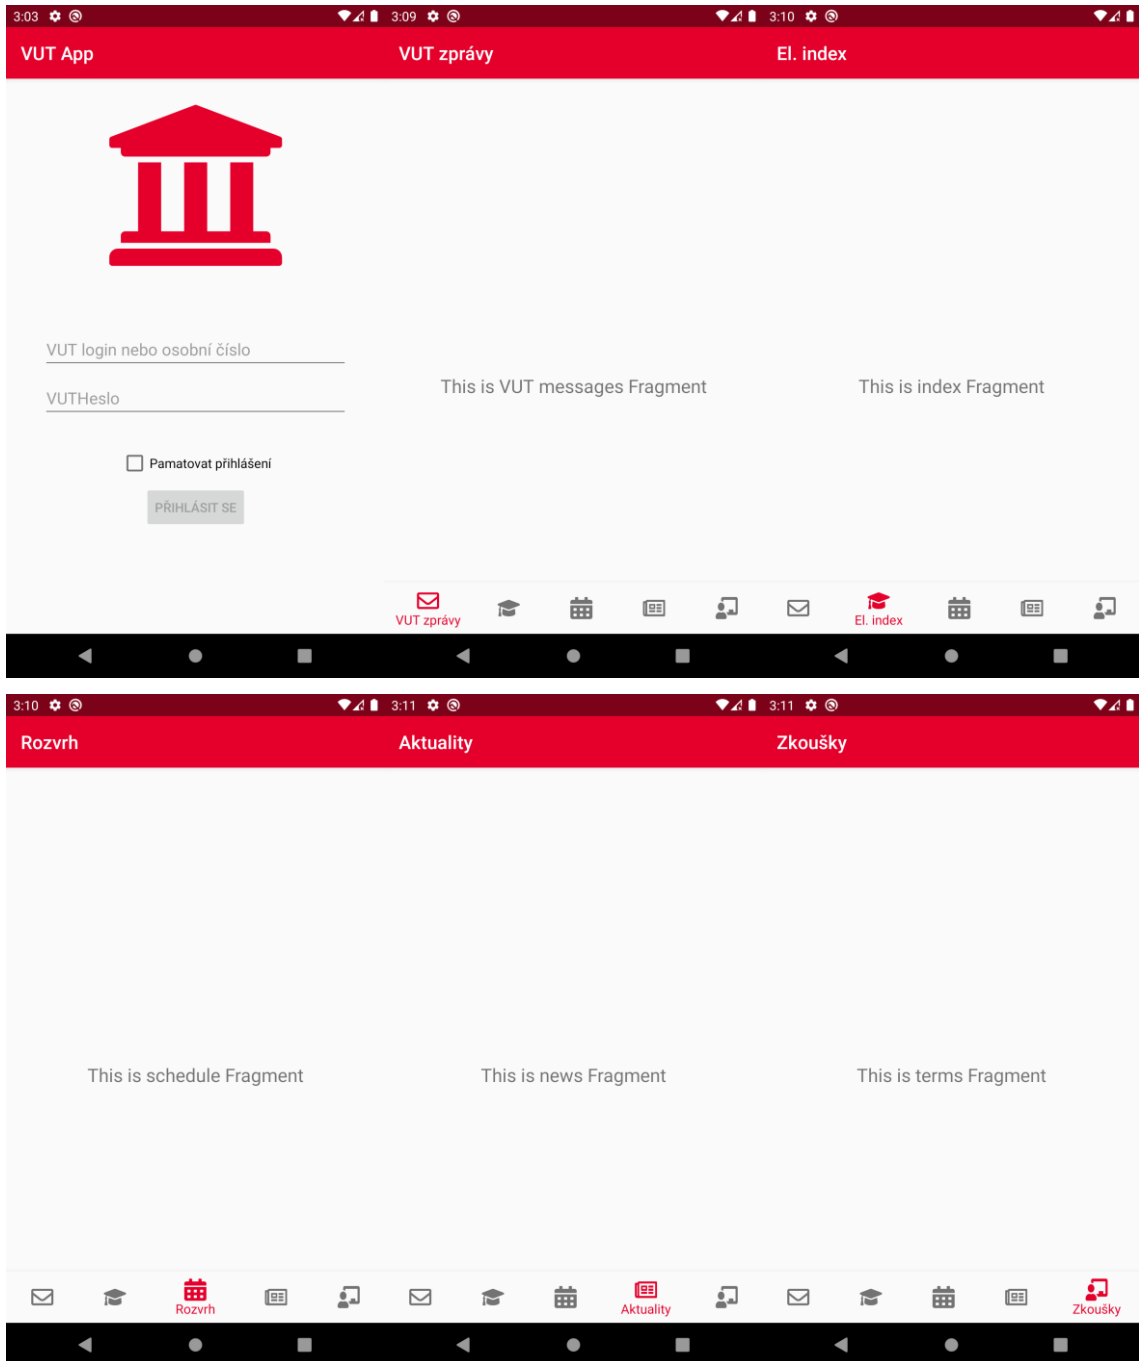 3:03
VUT App
VUT login nebo osobní číslo
VUTHeslo
Pamatovat přihlášení
PŘIHLÁSIT SE
3:09
VUT zprávy
This is VUT messages Fragment
VUT zprávy
3:10
El. index
This is index Fragment
El. index
3:10
Rozvrh
This is schedule Fragment
Rozvrh
3:11
Aktuality
This is news Fragment
Aktuality
3:11
Zkoušky
This is terms Fragment
Zkoušky